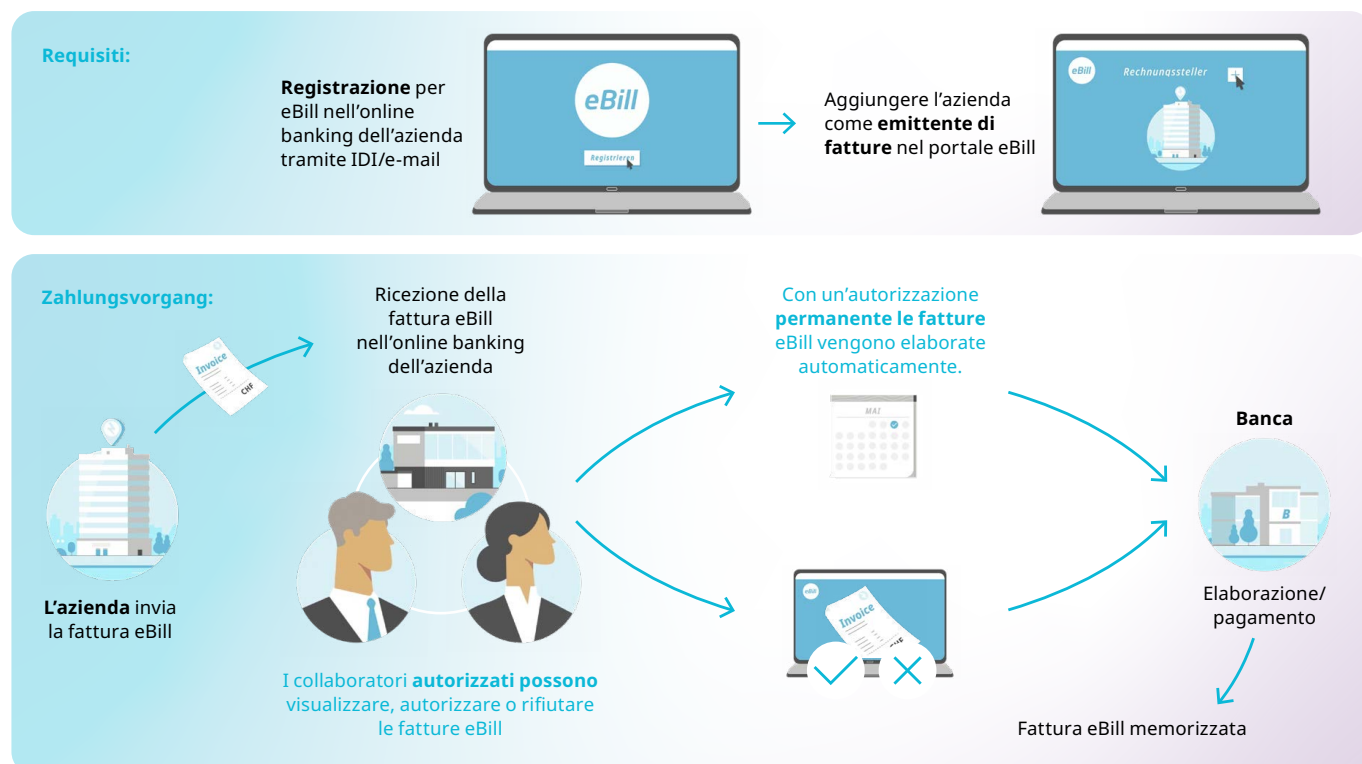 Requisiti:
Registrazione per
eBill nell’online
banking dell’azienda
tramite IDI/e-mail
eBill
Registrieren
Aggiungere l’azienda
come emittente di
fatture nel portale eBill
eBill
Rechnungssteller
Zahlungsvorgang:
Invoice
CHF
L’azienda invia
la fattura eBill
Ricezione della
fattura eBill
nell’online banking
dell’azienda
I collaboratori autorizzati possono
visualizzare, autorizzare o rifiutare
le fatture eBill
Con un’autorizzazione
permanente le fatture
eBill vengono elaborate
automaticamente.
MAI
eBill
Invoice
Banca
B
Elaborazione/
pagamento
Fattura eBill memorizzata